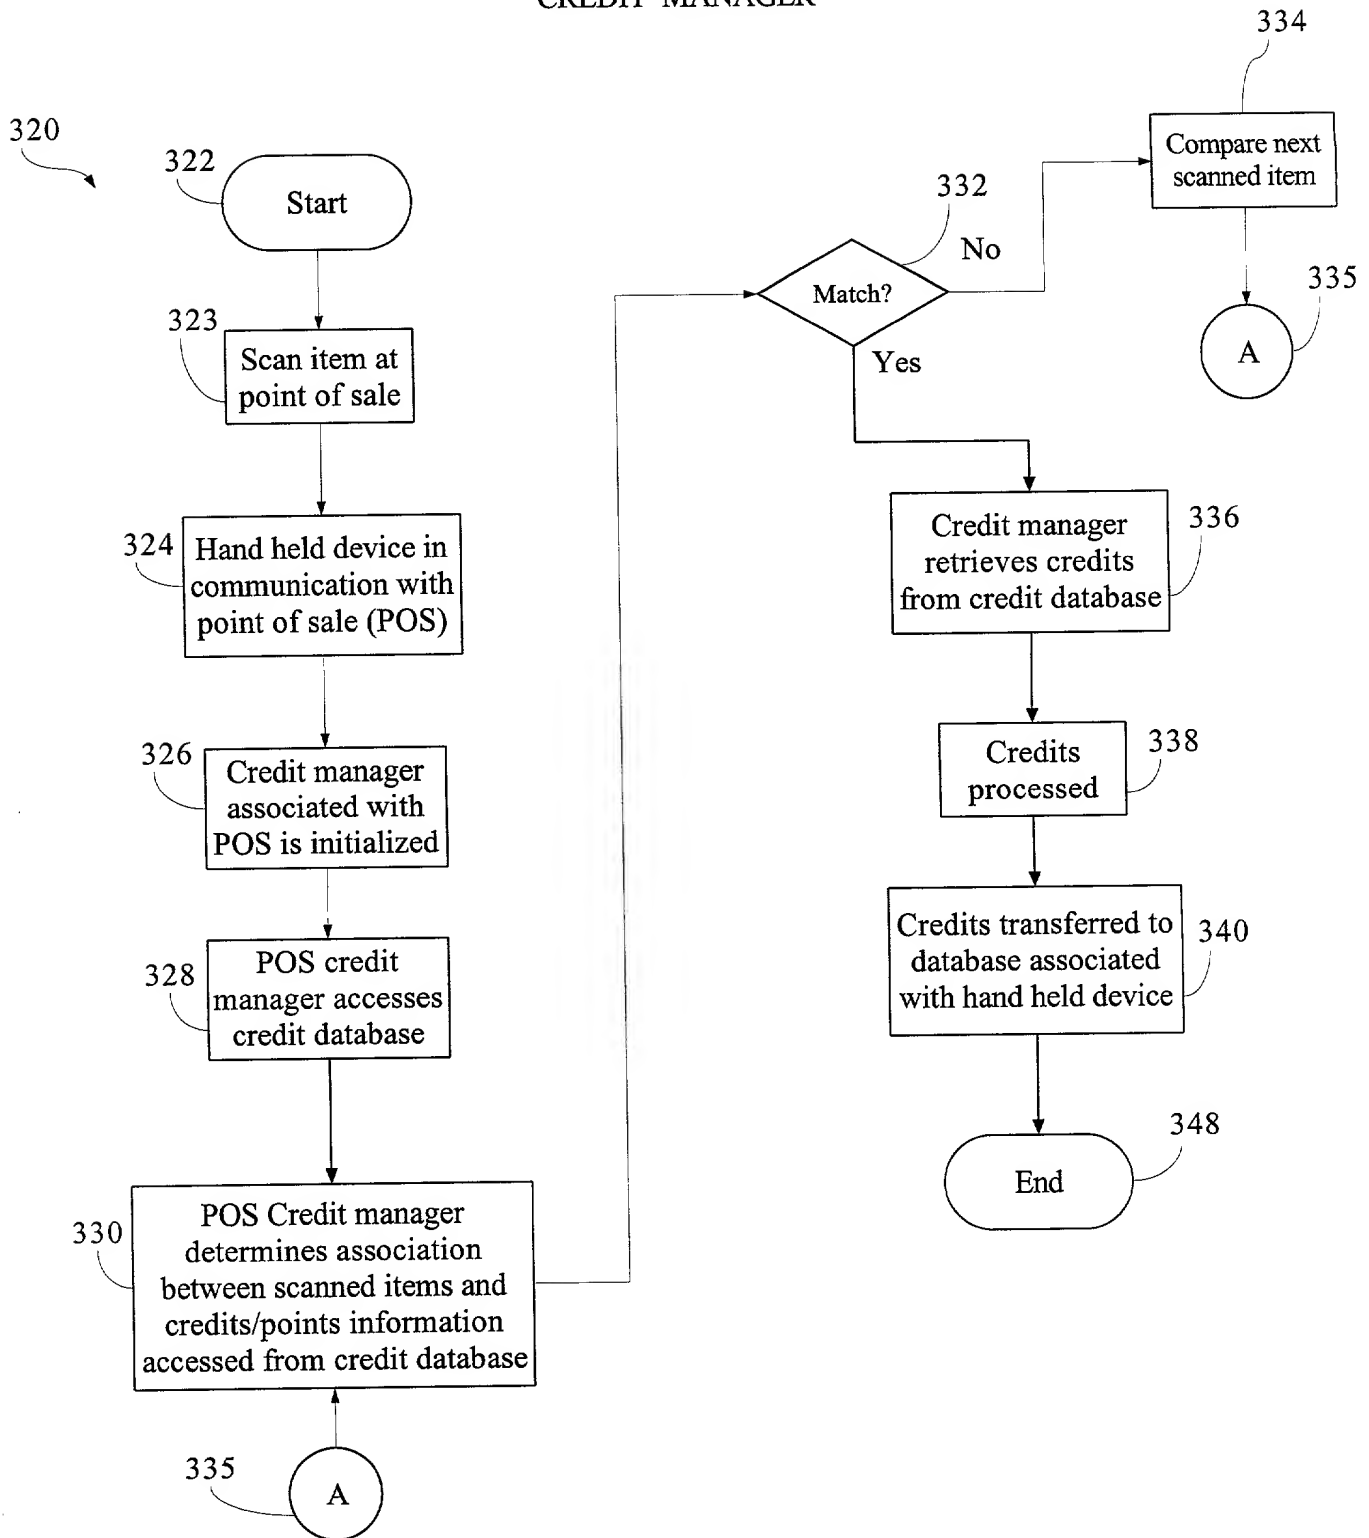 CREDIT MANAGER
320
322
Start
323
Scan item at
point of sale
324
Hand held device in
communication with
point of sale (POS)
326
Credit manager
associated with
POS is initialized
328
POS credit
manager accesses
credit database
330
POS Credit manager
determines association
between scanned items and
credits/points information
accessed from credit database
335
A
332
Match?
No
Yes
334
Compare next
scanned item
335
A
336
Credit manager
retrieves credits
from credit database
338
Credits
processed
340
Credits transferred to
database associated
with hand held device
348
End